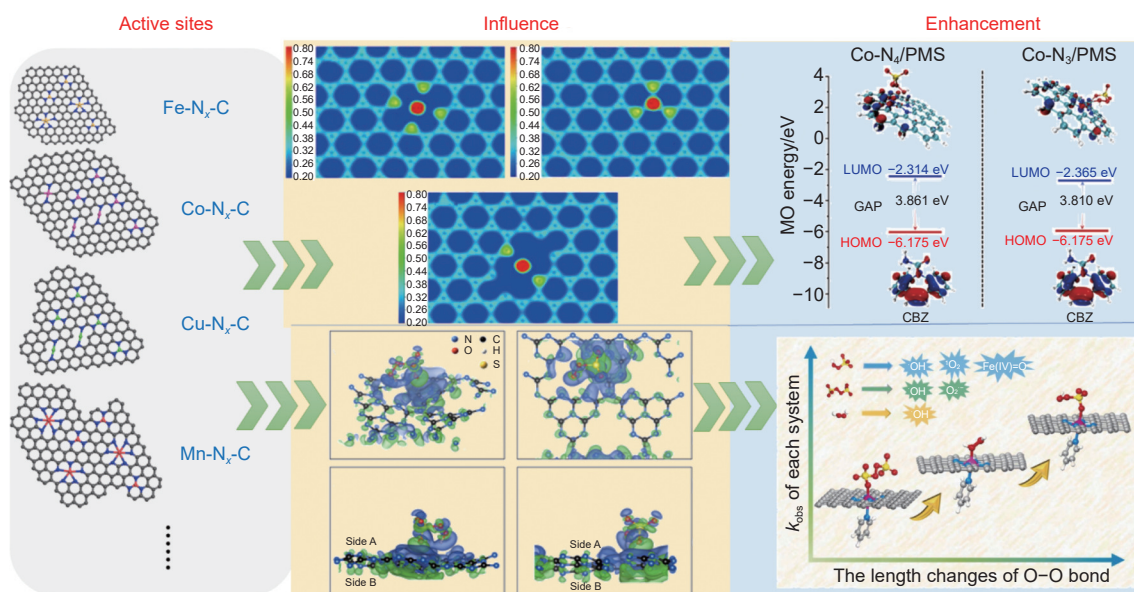 Active sites
Influence
Enhancement
Fe-Nₓ-C
Co-Nₓ-C
Cu-Nₓ-C
Mn-Nₓ-C
0.80
0.74
0.68
0.62
0.56
0.50
0.44
0.38
0.32
0.26
0.20
0.80
0.74
0.68
0.62
0.56
0.50
0.44
0.38
0.32
0.26
0.20
0.80
0.74
0.68
0.62
0.56
0.50
0.44
0.38
0.32
0.26
0.20
N C
O H
S
Side A
Side B
Side A
Side B
Co-N₄/PMS
Co-N₃/PMS
MO energy/eV
4
2
0
−2
−4
−6
−8
−10
LUMO −2.314 eV
GAP 3.861 eV
HOMO −6.175 eV
CBZ
LUMO −2.365 eV
GAP 3.810 eV
HOMO −6.175 eV
CBZ
OH O₂ Fe(IV)=O
OH O₂
OH
k_obs of each system
The length changes of O−O bond